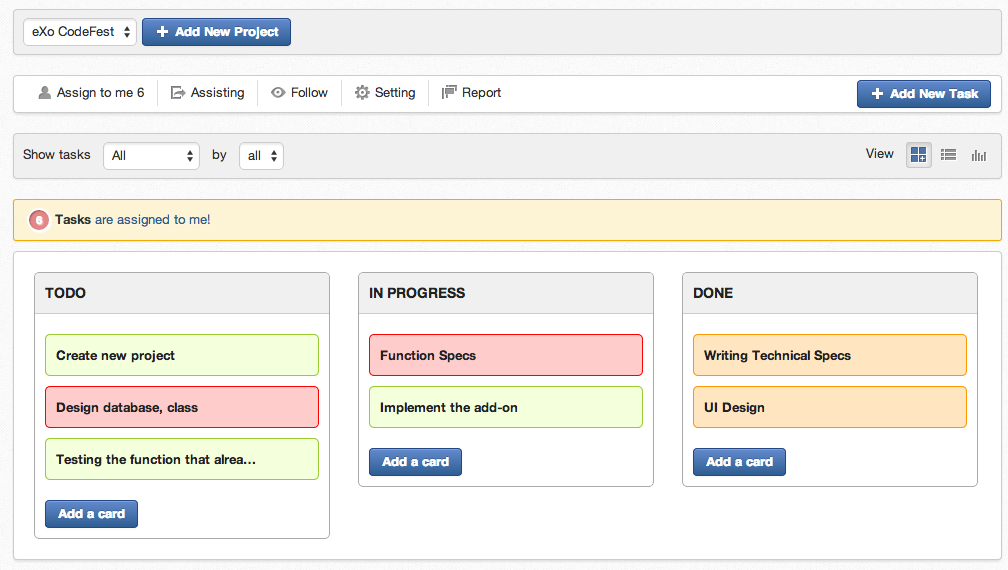 eXo CodeFest + Add New Project
Assign to me 6 Assisting Follow Setting Report + Add New Task
Show tasks All by all View
6 Tasks are assigned to me!
TODO
Create new project
Design database, class
Testing the function that alrea...
Add a card
IN PROGRESS
Function Specs
Implement the add-on
Add a card
DONE
Writing Technical Specs
UI Design
Add a card